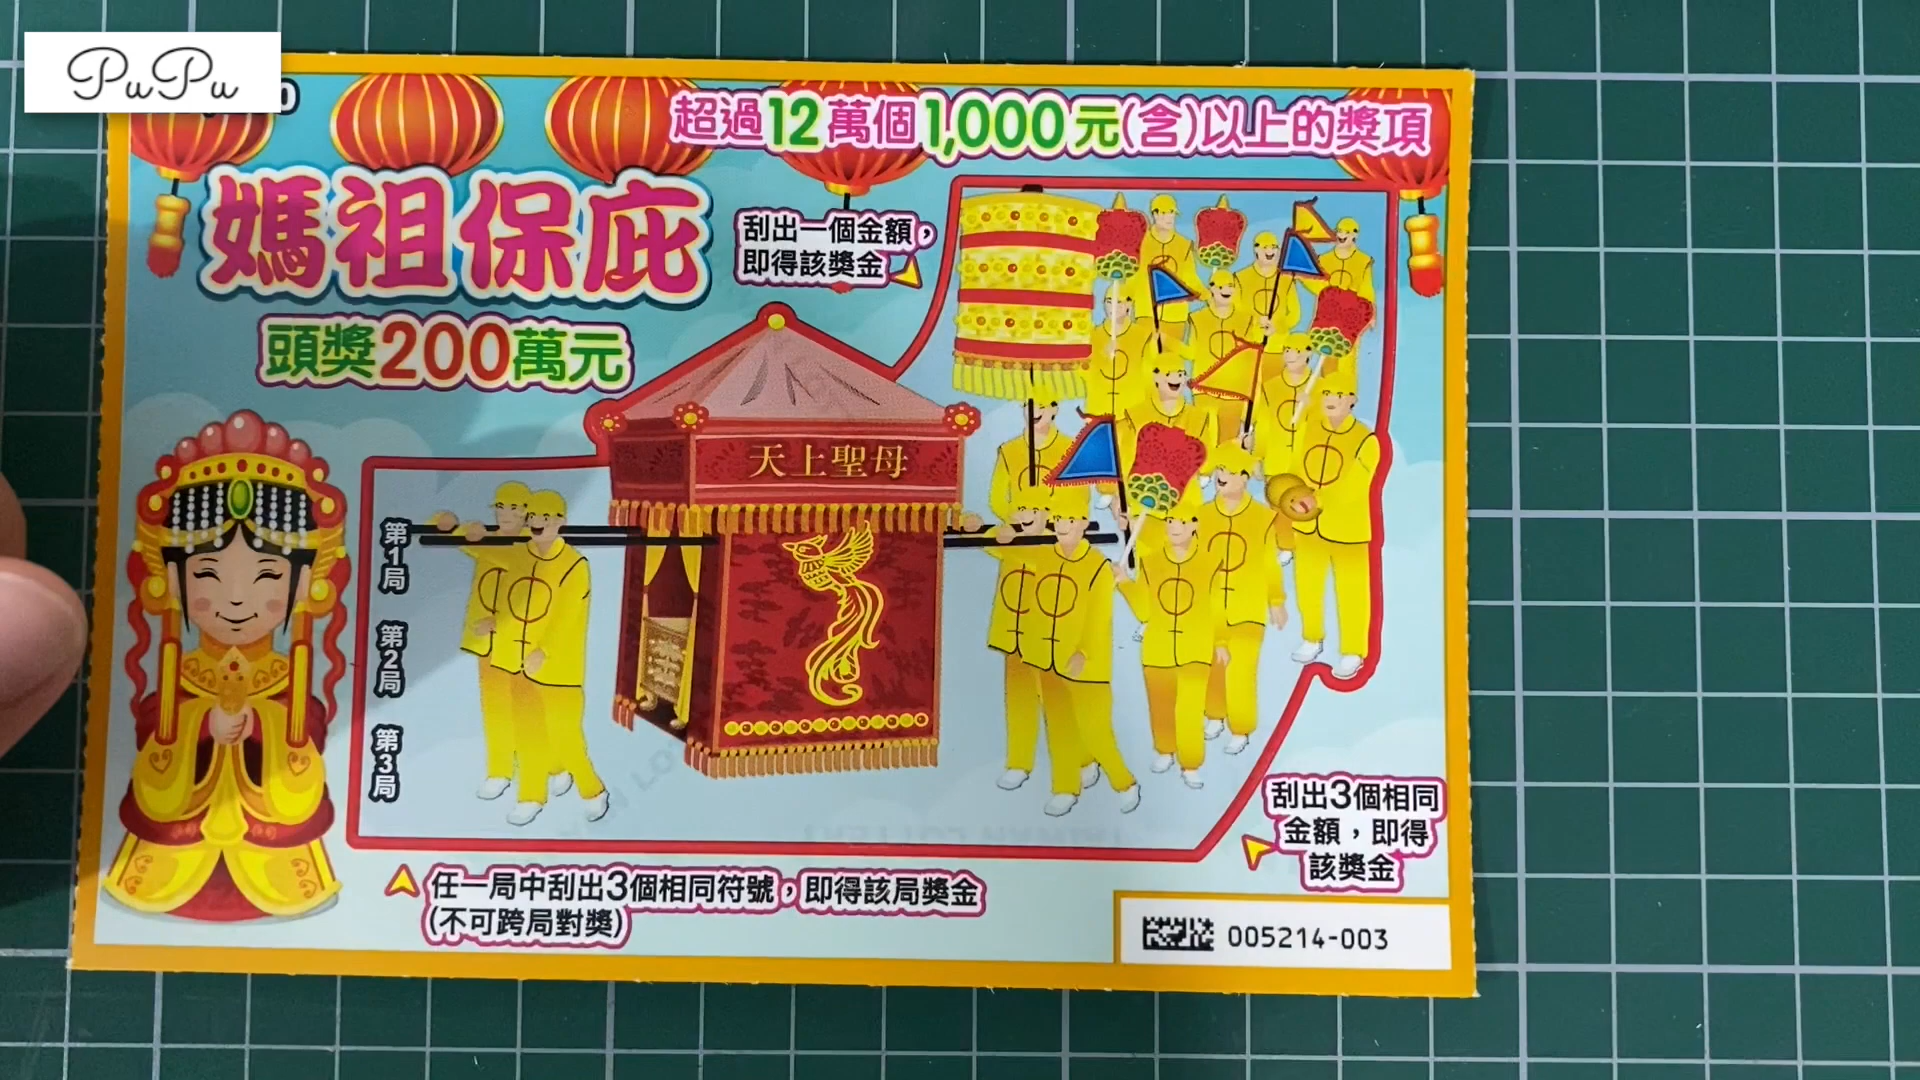 PuPu
超過12萬個1,000元(含)以上的獎項
媽祖保庇
頭獎200萬元
刮出一個金額，
即得該獎金
天上聖母
第1局
第2局
第3局
刮出3個相同
金額，即得
該獎金
任一局中刮出3個相同符號，即得該局獎金
(不可跨局對獎)
005214-003